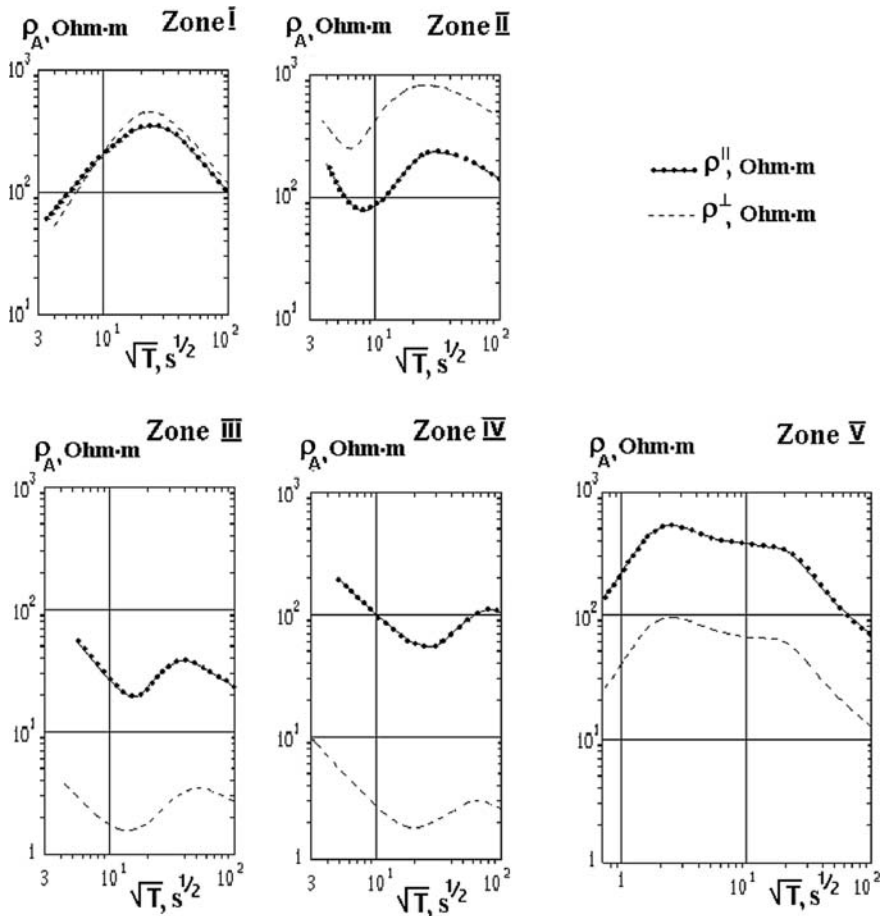 ρA, Ohm·m Zone I
10³
10²
10¹
3 10¹ 10²
√T, s^1/2
ρA, Ohm·m Zone II
10³
10²
10¹
3 10¹ 10²
√T, s^1/2
ρ^||, Ohm·m
ρ^⊥, Ohm·m
ρA, Ohm·m Zone III
10³
10²
10¹
1
3 10¹ 10²
√T, s^1/2
ρA, Ohm·m Zone IV
10³
10²
10¹
1
3 10¹ 10²
√T, s^1/2
ρA, Ohm·m Zone V
10³
10²
10¹
1
1 10¹ 10²
√T, s^1/2